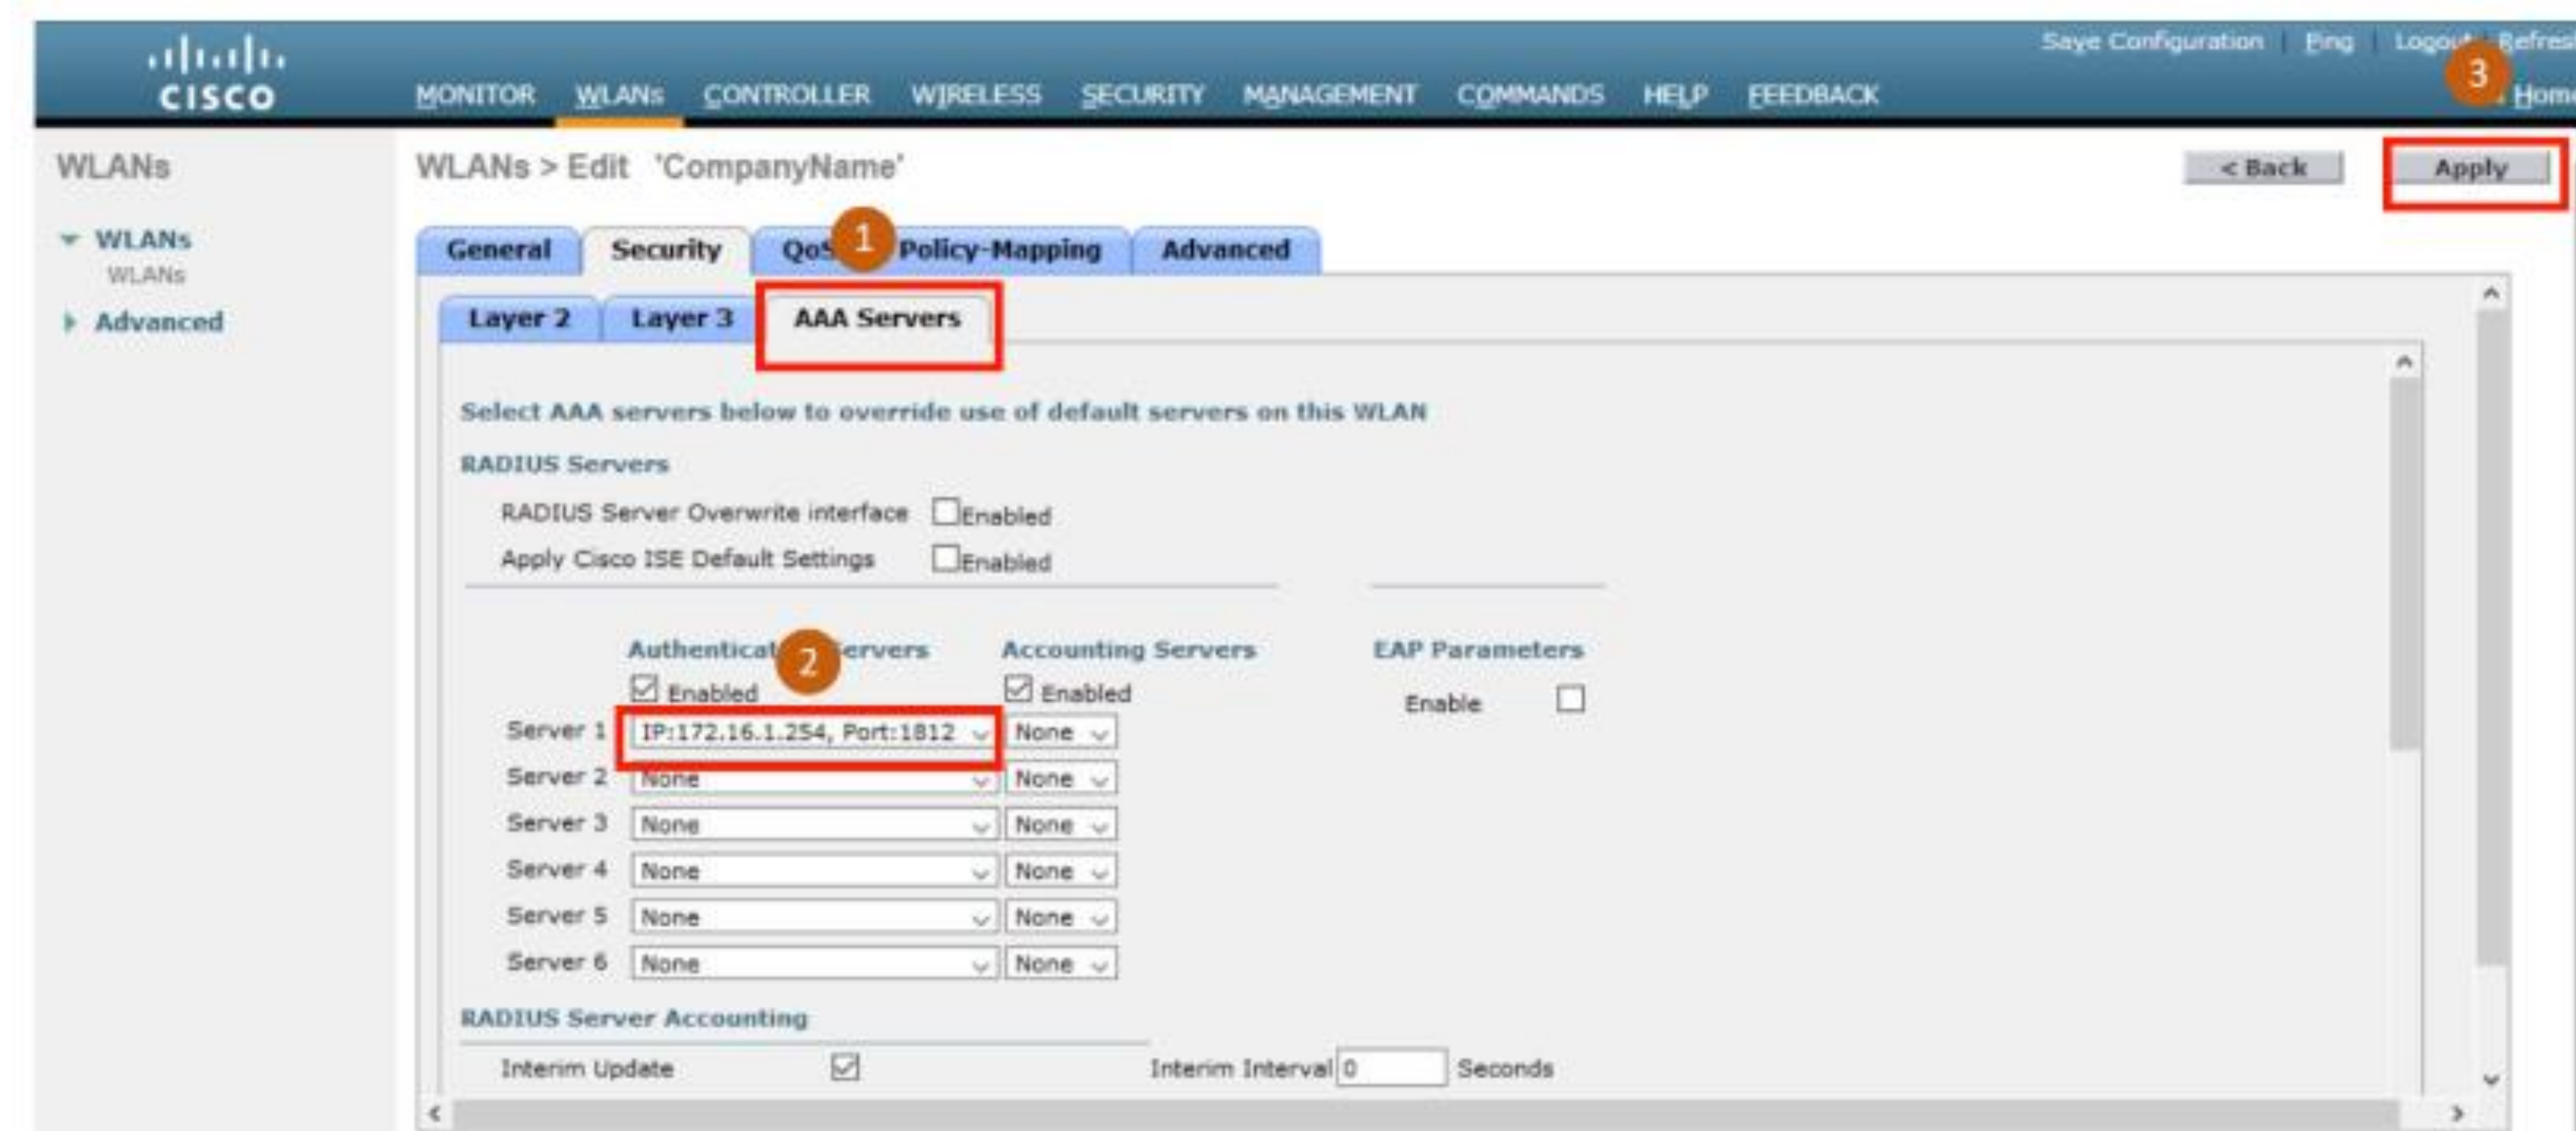 Save Configuration Ping Logout Refresh
CISCO MONITOR WLANs CONTROLLER WIRELESS SECURITY MANAGEMENT COMMANDS HELP FEEDBACK 3 Home
WLANs WLANs > Edit 'CompanyName' < Back Apply
WLANs
WLANs
Advanced
General Security QoS 1 Policy-Mapping Advanced
Layer 2 Layer 3 AAA Servers
Select AAA servers below to override use of default servers on this WLAN
RADIUS Servers
RADIUS Server Overwrite interface Enabled
Apply Cisco ISE Default Settings Enabled
Authenticat 2 Servers Accounting Servers EAP Parameters
Enabled Enabled Enable
Server 1 IP:172.16.1.254, Port:1812 None
Server 2 None None
Server 3 None None
Server 4 None None
Server 5 None None
Server 6 None None
RADIUS Server Accounting
Interim Update Interim Interval 0 Seconds